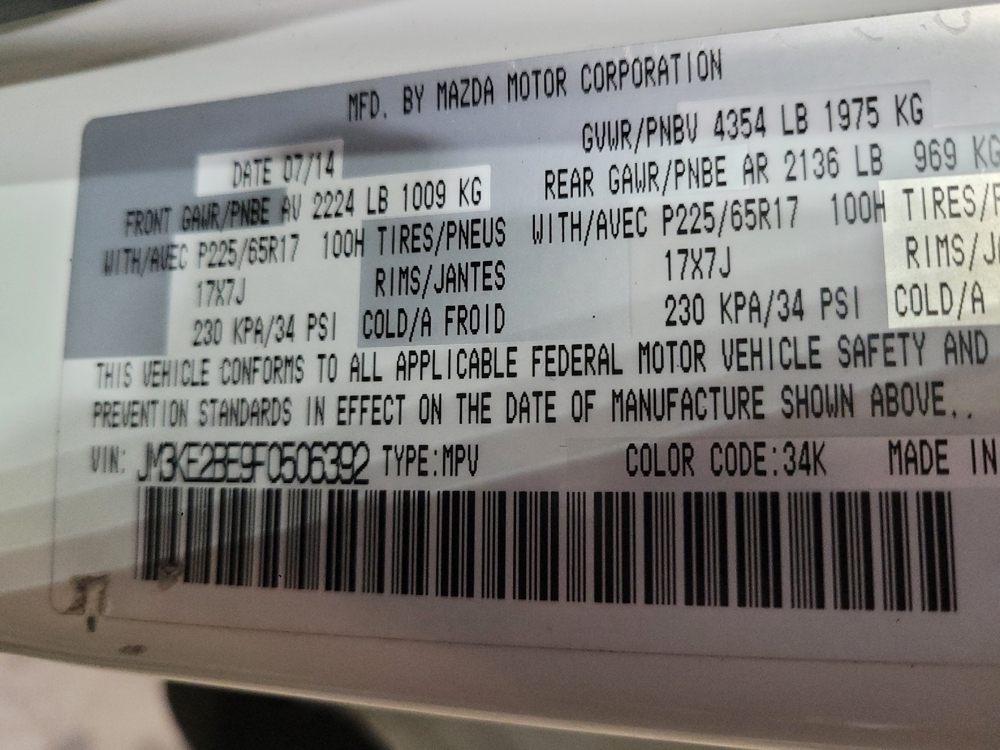 MFD. BY MAZDA MOTOR CORPORATION
DATE 07/14 GVWR/PNBV 4354 LB 1975 KG
FRONT GAWR/PNBE AV 2224 LB 1009 KG REAR GAWR/PNBE AR 2136 LB 969 KG
WITH/AVEC P225/65R17 100H TIRES/PNEUS WITH/AVEC P225/65R17 100H TIRES/
17X7J RIMS/JANTES 17X7J RIMS/J
230 KPA/34 PSI COLD/A FROID 230 KPA/34 PSI COLD/A
THIS VEHICLE CONFORMS TO ALL APPLICABLE FEDERAL MOTOR VEHICLE SAFETY AND
PREVENTION STANDARDS IN EFFECT ON THE DATE OF MANUFACTURE SHOWN ABOVE..
VIN: JM3KE2BE9F0506392 TYPE:MPV COLOR CODE:34K MADE IN